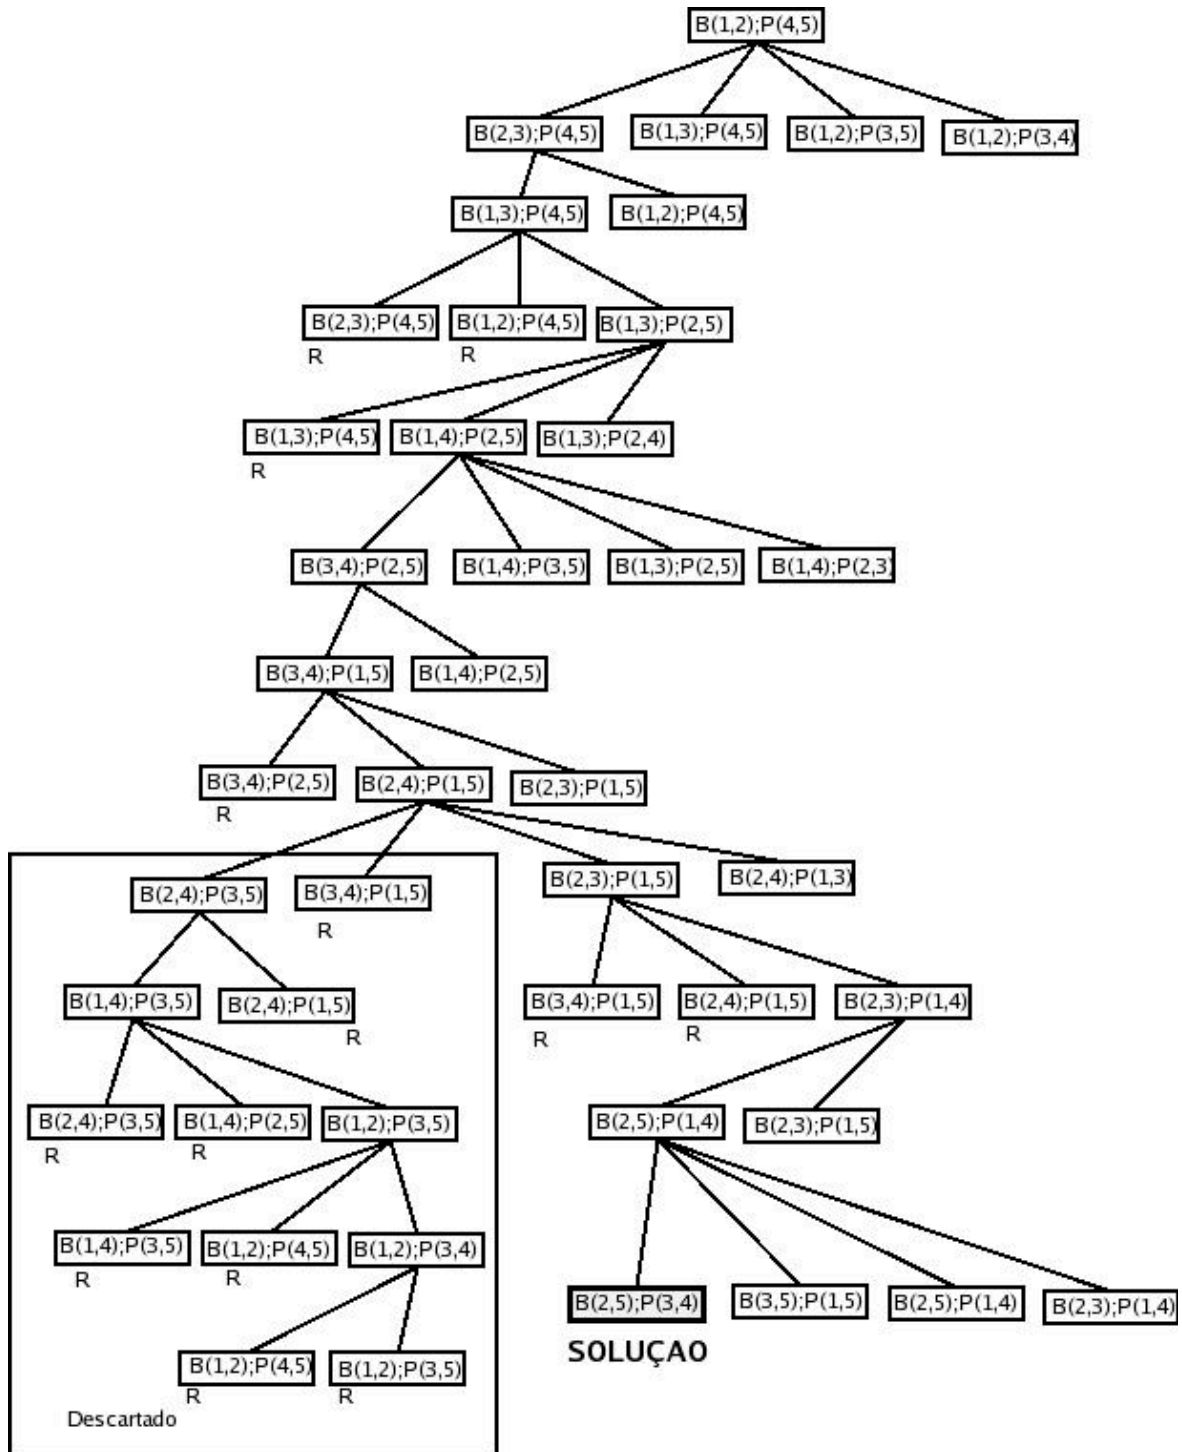 B(1,2);P(4,5)
B(2,3);P(4,5)
B(1,3);P(4,5)
B(1,2);P(3,5)
B(1,2);P(3,4)
B(1,3);P(4,5)
B(1,2);P(4,5)
B(2,3);P(4,5)
B(1,2);P(4,5)
B(1,3);P(2,5)
R
R
B(1,3);P(4,5)
B(1,4);P(2,5)
B(1,3);P(2,4)
R
B(3,4);P(2,5)
B(1,4);P(3,5)
B(1,3);P(2,5)
B(1,4);P(2,3)
B(3,4);P(1,5)
B(1,4);P(2,5)
B(3,4);P(2,5)
B(2,4);P(1,5)
B(2,3);P(1,5)
R
B(2,4);P(3,5)
B(3,4);P(1,5)
B(2,3);P(1,5)
B(2,4);P(1,3)
R
B(1,4);P(3,5)
B(2,4);P(1,5)
B(3,4);P(1,5)
B(2,4);P(1,5)
B(2,3);P(1,4)
R
R
R
B(2,4);P(3,5)
B(1,4);P(2,5)
B(1,2);P(3,5)
B(2,5);P(1,4)
B(2,3);P(1,5)
R
R
B(1,4);P(3,5)
B(1,2);P(4,5)
B(1,2);P(3,4)
R
R
B(2,5);P(3,4)
B(3,5);P(1,5)
B(2,5);P(1,4)
B(2,3);P(1,4)
SOLUÇAO
B(1,2);P(4,5)
B(1,2);P(3,5)
R
R
Descartado